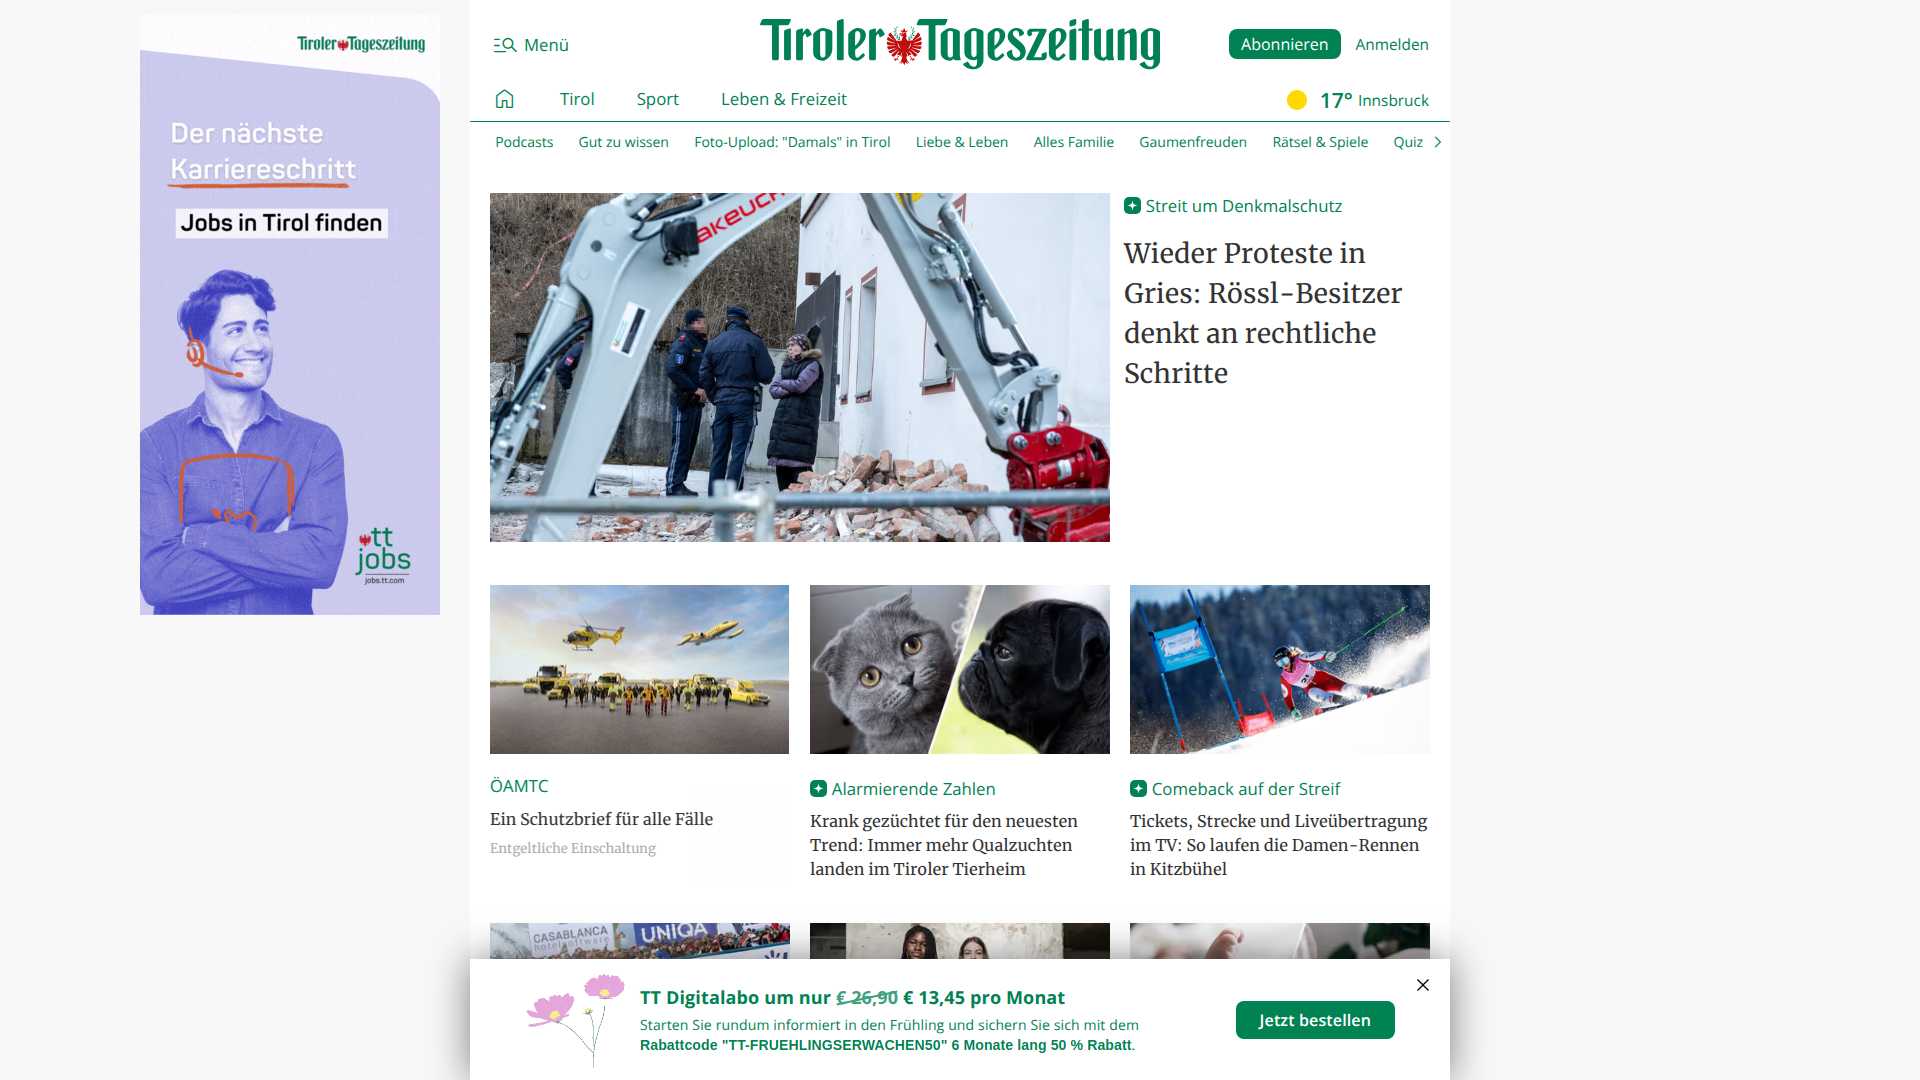 Tiroler Tageszeitung
Der nächste
Karriereschritt
Jobs in Tirol finden
tt
jobs
jobs.tt.com
Menü
Tiroler Tageszeitung
Abonnieren
Anmelden
Tirol
Sport
Leben & Freizeit
17° Innsbruck
Podcasts
Gut zu wissen
Foto-Upload: "Damals" in Tirol
Liebe & Leben
Alles Familie
Gaumenfreuden
Rätsel & Spiele
Quiz
AKEUCH
Streit um Denkmalschutz
Wieder Proteste in
Gries: Rössl-Besitzer
denkt an rechtliche
Schritte
ÖAMTC
Ein Schutzbrief für alle Fälle
Entgeltliche Einschaltung
Alarmierende Zahlen
Krank gezüchtet für den neuesten
Trend: Immer mehr Qualzuchten
landen im Tiroler Tierheim
Comeback auf der Streif
Tickets, Strecke und Liveübertragung
im TV: So laufen die Damen-Rennen
in Kitzbühel
CASABLANCA
hotelsoftware
UNIQA
TT Digitalabo um nur € 26,90 € 13,45 pro Monat
Starten Sie rundum informiert in den Frühling und sichern Sie sich mit dem
Rabattcode "TT-FRUEHLINGSERWACHEN50" 6 Monate lang 50 % Rabatt.
Jetzt bestellen